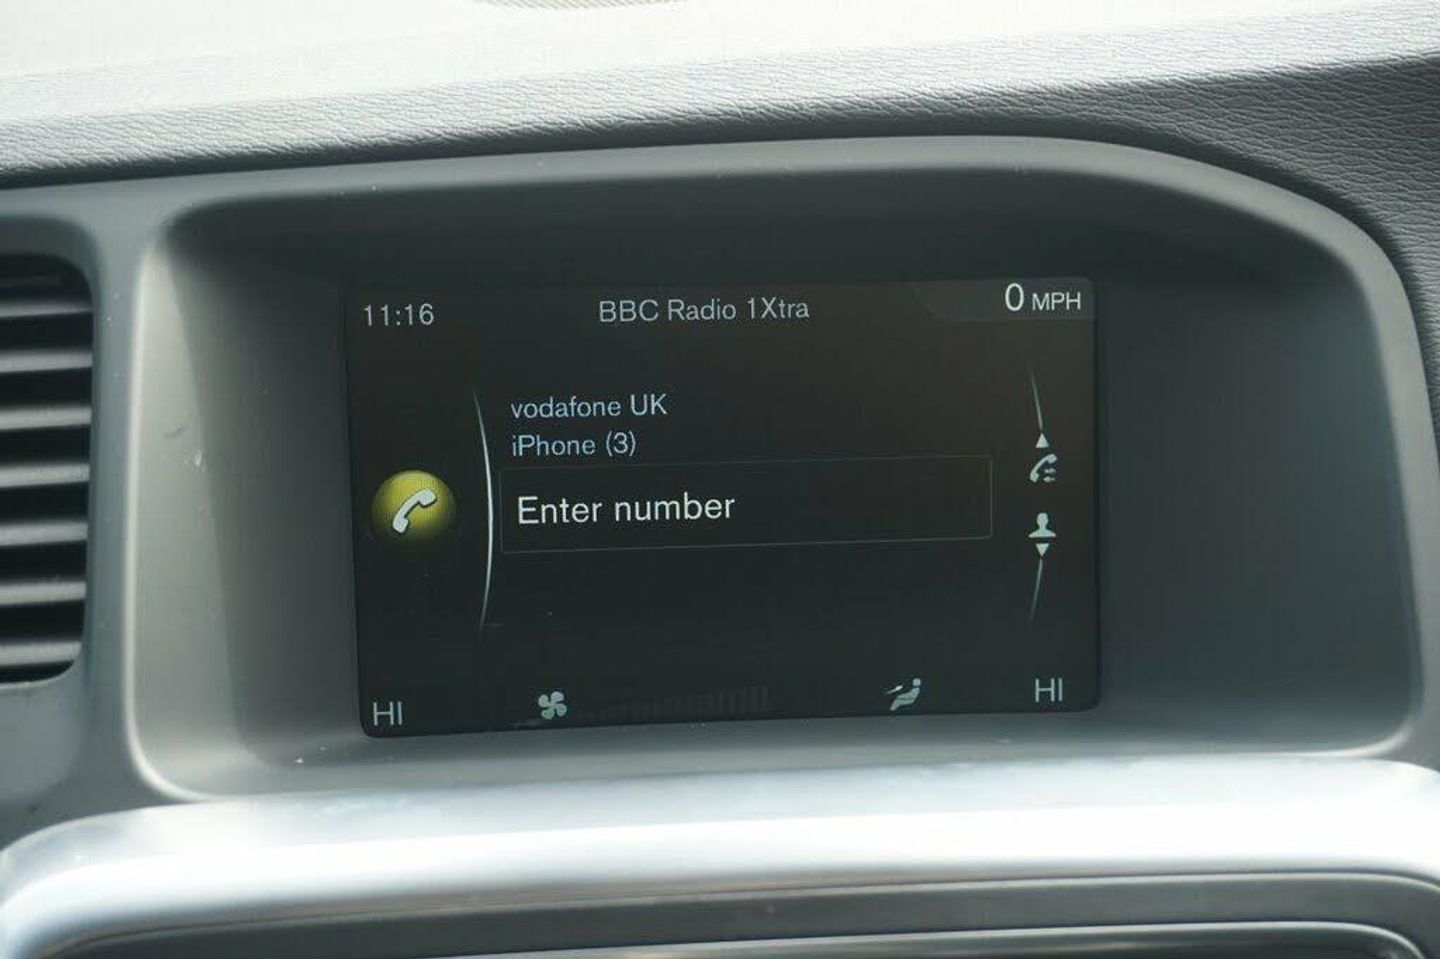 11:16
BBC Radio 1Xtra
0 MPH
vodafone UK
iPhone (3)
Enter number
HI
HI